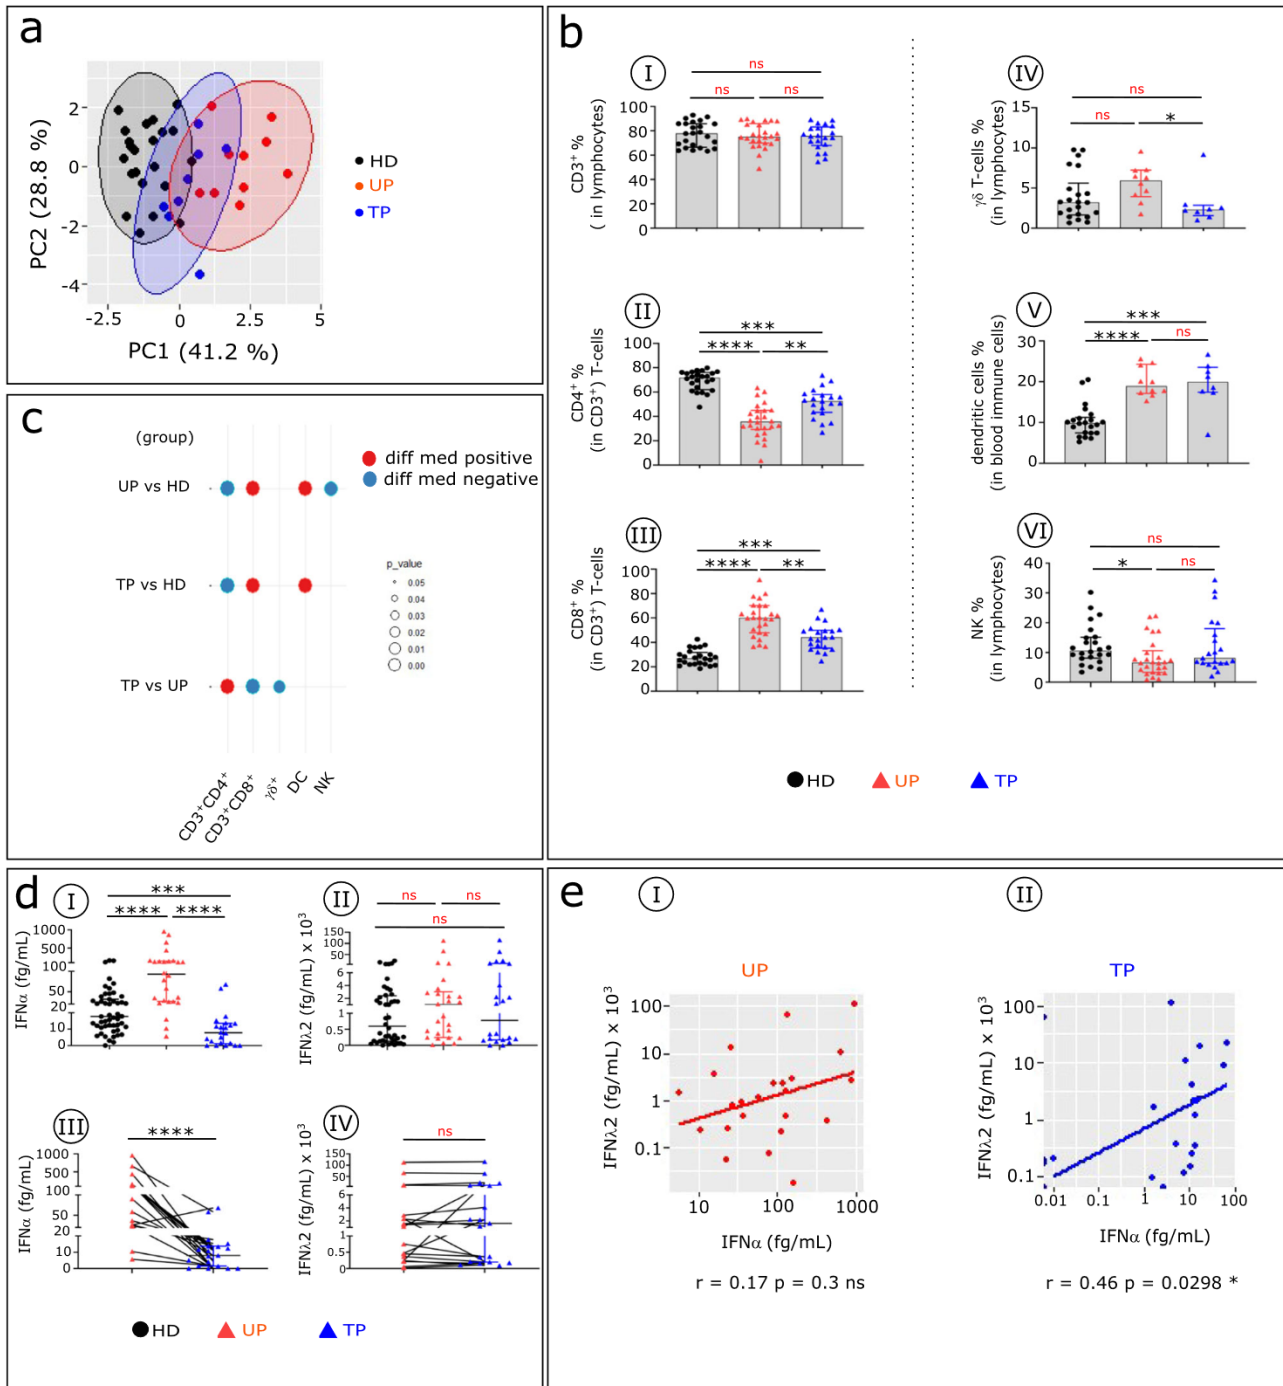 a
PC2 (28.8 %)
2
0
-2
-4
-2.5
0
2.5
5
PC1 (41.2 %)
HD
UP
TP
b
I
ns
ns
ns
CD3⁺ %
( in lymphocytes)
100
80
60
40
20
0
II
***
****
**
CD4⁺ %
(in CD3⁺) T-cells
100
80
60
40
20
0
III
***
****
**
CD8⁺ %
(in CD3⁺) T-cells
100
80
60
40
20
0
IV
ns
ns
*
γδ T-cells %
(in lymphocytes)
15
10
5
0
V
***
****
ns
dendritic cells %
(in blood immune cells)
30
20
10
0
VI
ns
*
ns
NK %
(in lymphocytes)
40
30
20
10
0
HD
UP
TP
c
(group)
UP vs HD
TP vs HD
TP vs UP
diff med positive
diff med negative
p_value
0.05
0.04
0.03
0.02
0.01
0.00
CD3⁺CD4⁺
CD3⁺CD8⁺
γδ⁺
DC
NK
d
I
***
****
****
IFNα (fg/mL)
1000
500
100
50
20
10
0
II
ns
ns
ns
IFNλ2 (fg/mL) x 10³
150
100
50
6
4
2
1
0.5
0
III
****
IFNα (fg/mL)
1000
500
100
50
20
10
0
IV
ns
IFNλ2 (fg/mL) x 10³
150
100
50
6
4
2
1
0.5
0
HD
UP
TP
e
I
UP
IFNλ2 (fg/mL) x 10³
100
10
1
0.1
10
100
1000
IFNα (fg/mL)
r = 0.17 p = 0.3 ns
II
TP
IFNλ2 (fg/mL) x 10³
100
10
1
0.1
0.01
0.1
1
10
100
IFNα (fg/mL)
r = 0.46 p = 0.0298 *